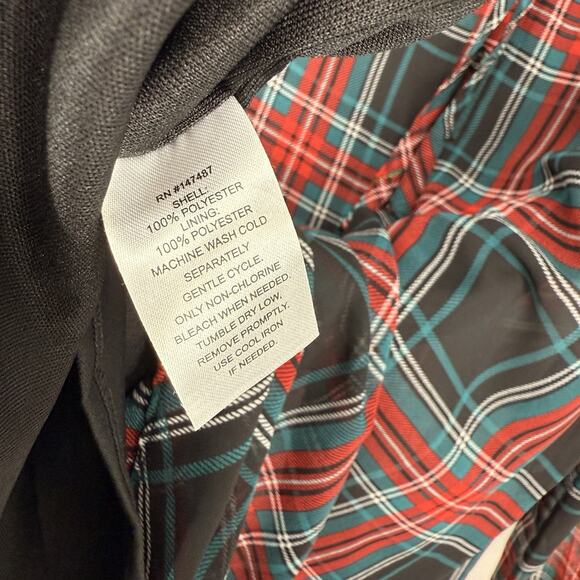 RN #147487
SHELL:
100% POLYESTER
LINING:
100% POLYESTER
MACHINE WASH COLD
SEPARATELY
GENTLE CYCLE.
ONLY NON-CHLORINE
BLEACH WHEN NEEDED.
TUMBLE DRY LOW.
REMOVE PROMPTLY.
USE COOL IRON
IF NEEDED.